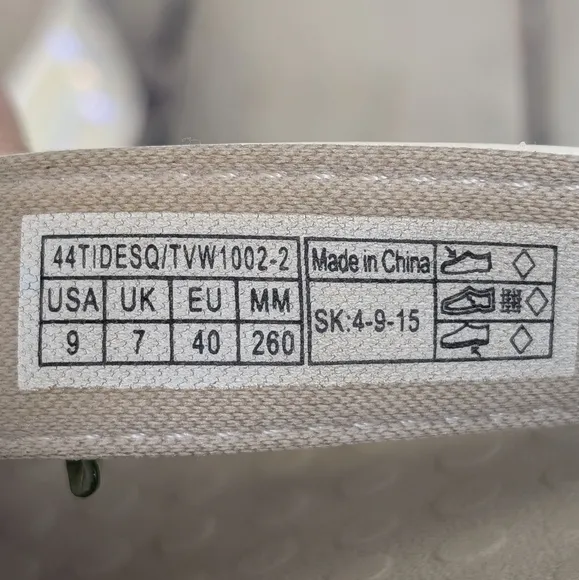 44TIDESQ/TVW1002-2
USA UK EU MM
9 7 40 260
Made in China
SK:4-9-15